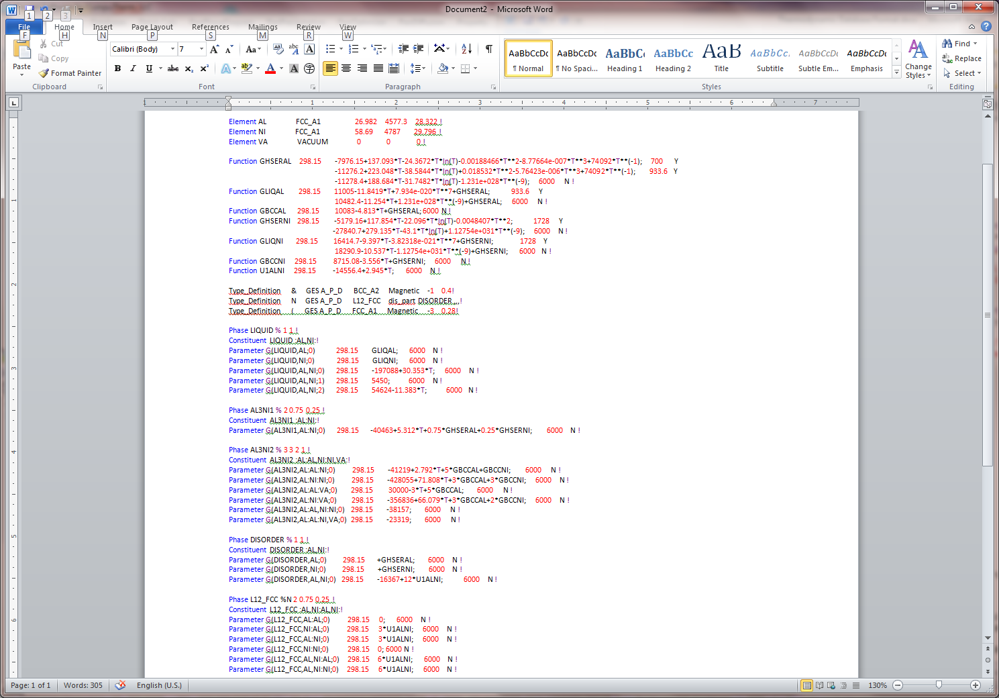 Document2 - Microsoft Word
1 2 3
File Home Insert Page Layout References Mailings Review View
F H N P S M R W
Paste
Cut
Copy
Format Painter
Clipboard
Calibri (Body) 7
Font
Paragraph
AaBbCcDc AaBbCcDc AaBbC AaBbCc AaB AaBbCc. AaBbCcDc AaBbCcDc
¶ Normal ¶ No Spaci... Heading 1 Heading 2 Title Subtitle Subtle Em... Emphasis
Change Styles
Styles
Find
Replace
Select
Editing
1 1 2 3 4 5 6 7
Element AL FCC_A1 26.982 4577.3 28.322 !
Element NI FCC_A1 58.69 4787 29.796 !
Element VA VACUUM 0 0 0 !
Function GHSERAL 298.15 -7976.15+137.093*T-24.3672*T*ln(T)-0.00188466*T**2-8.77664e-007*T**3+74092*T**(-1); 700 Y
-11276.2+223.048*T-38.5844*T*ln(T)+0.018532*T**2-5.76423e-006*T**3+74092*T**(-1); 933.6 Y
-11278.4+188.684*T-31.7482*T*ln(T)-1.231e+028*T**(-9); 6000 N !
Function GLIQAL 298.15 11005-11.8419*T+7.934e-020*T**7+GHSERAL; 933.6 Y
10482.4-11.254*T+1.231e+028*T**(-9)+GHSERAL; 6000 N !
Function GBCCAL 298.15 10083-4.813*T+GHSERAL;6000 N !
Function GHSERNI 298.15 -5179.16+117.854*T-22.096*T*ln(T)-0.0048407*T**2; 1728 Y
-27840.7+279.135*T-43.1*T*ln(T)+1.12754e+031*T**(-9); 6000 N !
Function GLIQNI 298.15 16414.7-9.397*T-3.82318e-021*T**7+GHSERNI; 1728 Y
18290.9-10.537*T-1.12754e+031*T**(-9)+GHSERNI; 6000 N !
Function GBCCNI 298.15 8715.08-3.556*T+GHSERNI; 6000 N !
Function U1ALNI 298.15 -14556.4+2.945*T; 6000 N !
Type_Definition & GES A_P_D BCC_A2 Magnetic -1 0.4!
Type_Definition N GES A_P_D L12_FCC dis_part DISORDER ,,,!
Type_Definition ( GES A_P_D FCC_A1 Magnetic -3 0.28!
Phase LIQUID % 1 1 !
Constituent LIQUID :AL,NI:!
Parameter G(LIQUID,AL;0) 298.15 GLIQAL; 6000 N !
Parameter G(LIQUID,NI;0) 298.15 GLIQNI; 6000 N !
Parameter G(LIQUID,AL,NI;0) 298.15 -197088+30.353*T; 6000 N !
Parameter G(LIQUID,AL,NI;1) 298.15 5450; 6000 N !
Parameter G(LIQUID,AL,NI;2) 298.15 54624-11.383*T; 6000 N !
Phase AL3NI1 % 2 0.75 0.25 !
Constituent AL3NI1 :AL:NI:!
Parameter G(AL3NI1,AL:NI;0) 298.15 -40463+5.312*T+0.75*GHSERAL+0.25*GHSERNI; 6000 N !
Phase AL3NI2 % 3 3 2 1 !
Constituent AL3NI2 :AL:AL,NI:NI,VA:!
Parameter G(AL3NI2,AL:AL:NI;0) 298.15 -41219+2.792*T+5*GBCCAL+GBCCNI; 6000 N !
Parameter G(AL3NI2,AL:NI:NI;0) 298.15 -428055+71.808*T+3*GBCCAL+3*GBCCNI; 6000 N !
Parameter G(AL3NI2,AL:AL:VA;0) 298.15 30000-3*T+5*GBCCAL; 6000 N !
Parameter G(AL3NI2,AL:NI:VA;0) 298.15 -356836+66.079*T+3*GBCCAL+2*GBCCNI; 6000 N !
Parameter G(AL3NI2,AL:AL,NI:NI;0) 298.15 -38157; 6000 N !
Parameter G(AL3NI2,AL:AL:NI,VA;0) 298.15 -23319; 6000 N !
Phase DISORDER % 1 1 !
Constituent DISORDER :AL,NI:!
Parameter G(DISORDER,AL;0) 298.15 +GHSERAL; 6000 N !
Parameter G(DISORDER,NI;0) 298.15 +GHSERNI; 6000 N !
Parameter G(DISORDER,AL,NI;0) 298.15 -16367+12*U1ALNI; 6000 N !
Phase L12_FCC %N 2 0.75 0.25 !
Constituent L12_FCC :AL,NI:AL,NI:!
Parameter G(L12_FCC,AL:AL;0) 298.15 0; 6000 N !
Parameter G(L12_FCC,NI:AL;0) 298.15 3*U1ALNI; 6000 N !
Parameter G(L12_FCC,AL:NI;0) 298.15 3*U1ALNI; 6000 N !
Parameter G(L12_FCC,NI:NI;0) 298.15 0; 6000 N !
Parameter G(L12_FCC,AL,NI:AL;0) 298.15 6*U1ALNI; 6000 N !
Parameter G(L12_FCC,AL,NI:NI;0) 298.15 6*U1ALNI; 6000 N !
Page: 1 of 1 Words: 305 English (U.S.) 130%